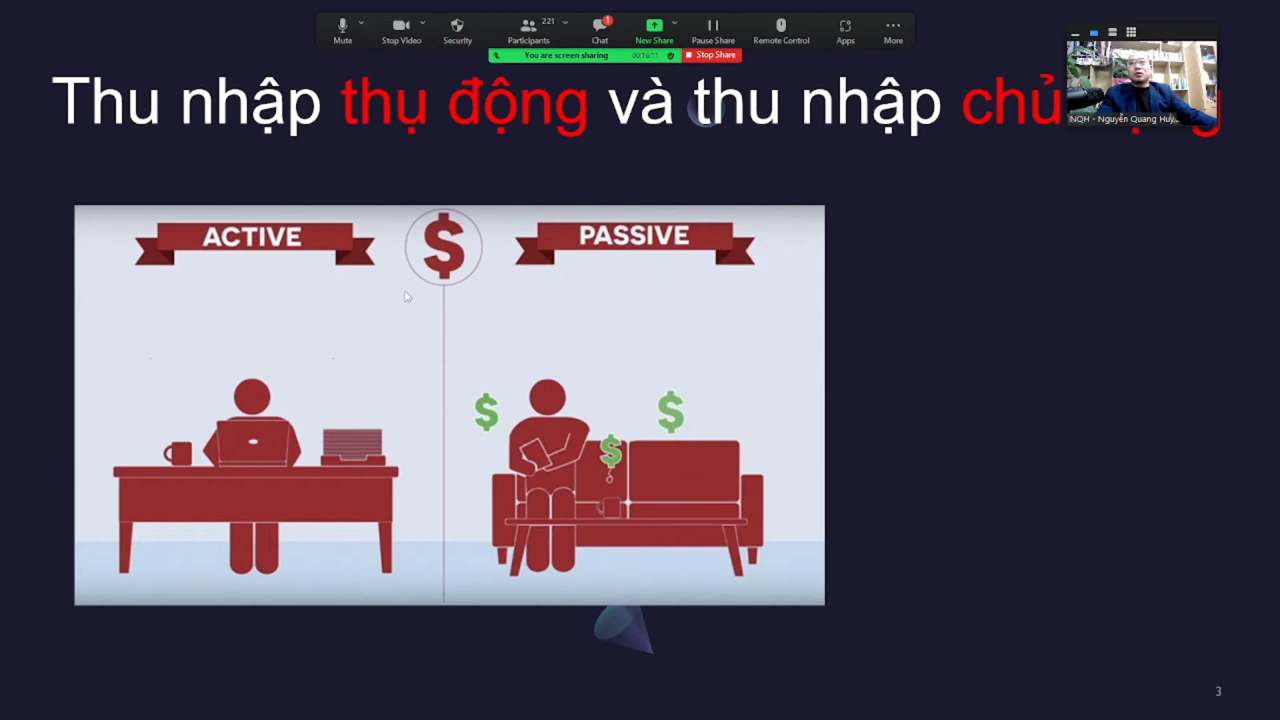 Mute
Stop Video
Security
221
Participants
1
Chat
New Share
Pause Share
Remote Control
Apps
More
You are screen sharing
Stop Share
Thu nhập thụ động và thu nhập chủ
NQH - Nguyễn Quang Huy
ACTIVE
$
PASSIVE
$
$
$
3